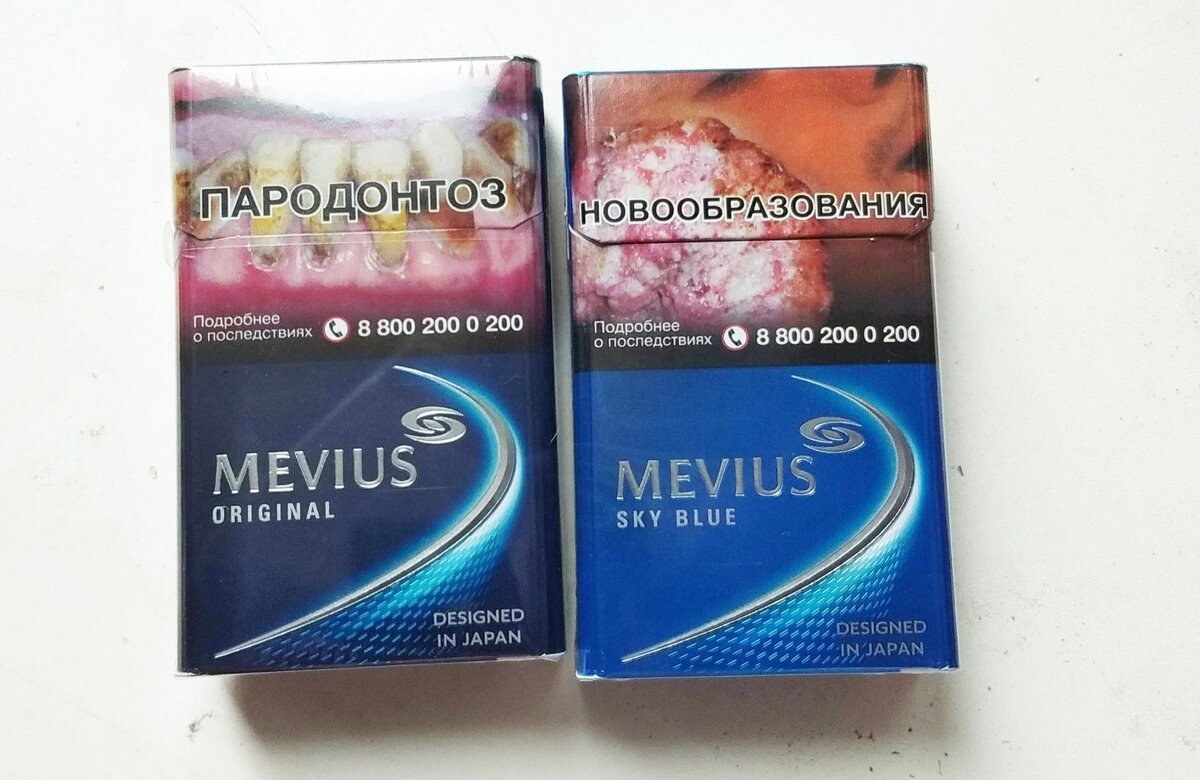 ПАРОДОНТОЗ
Подробнее
о последствиях 8 800 200 0 200
MEVIUS
ORIGINAL
DESIGNED
IN JAPAN
НОВООБРАЗОВАНИЯ
Подробнее
о последствиях 8 800 200 0 200
MEVIUS
SKY BLUE
DESIGNED
IN JAPAN